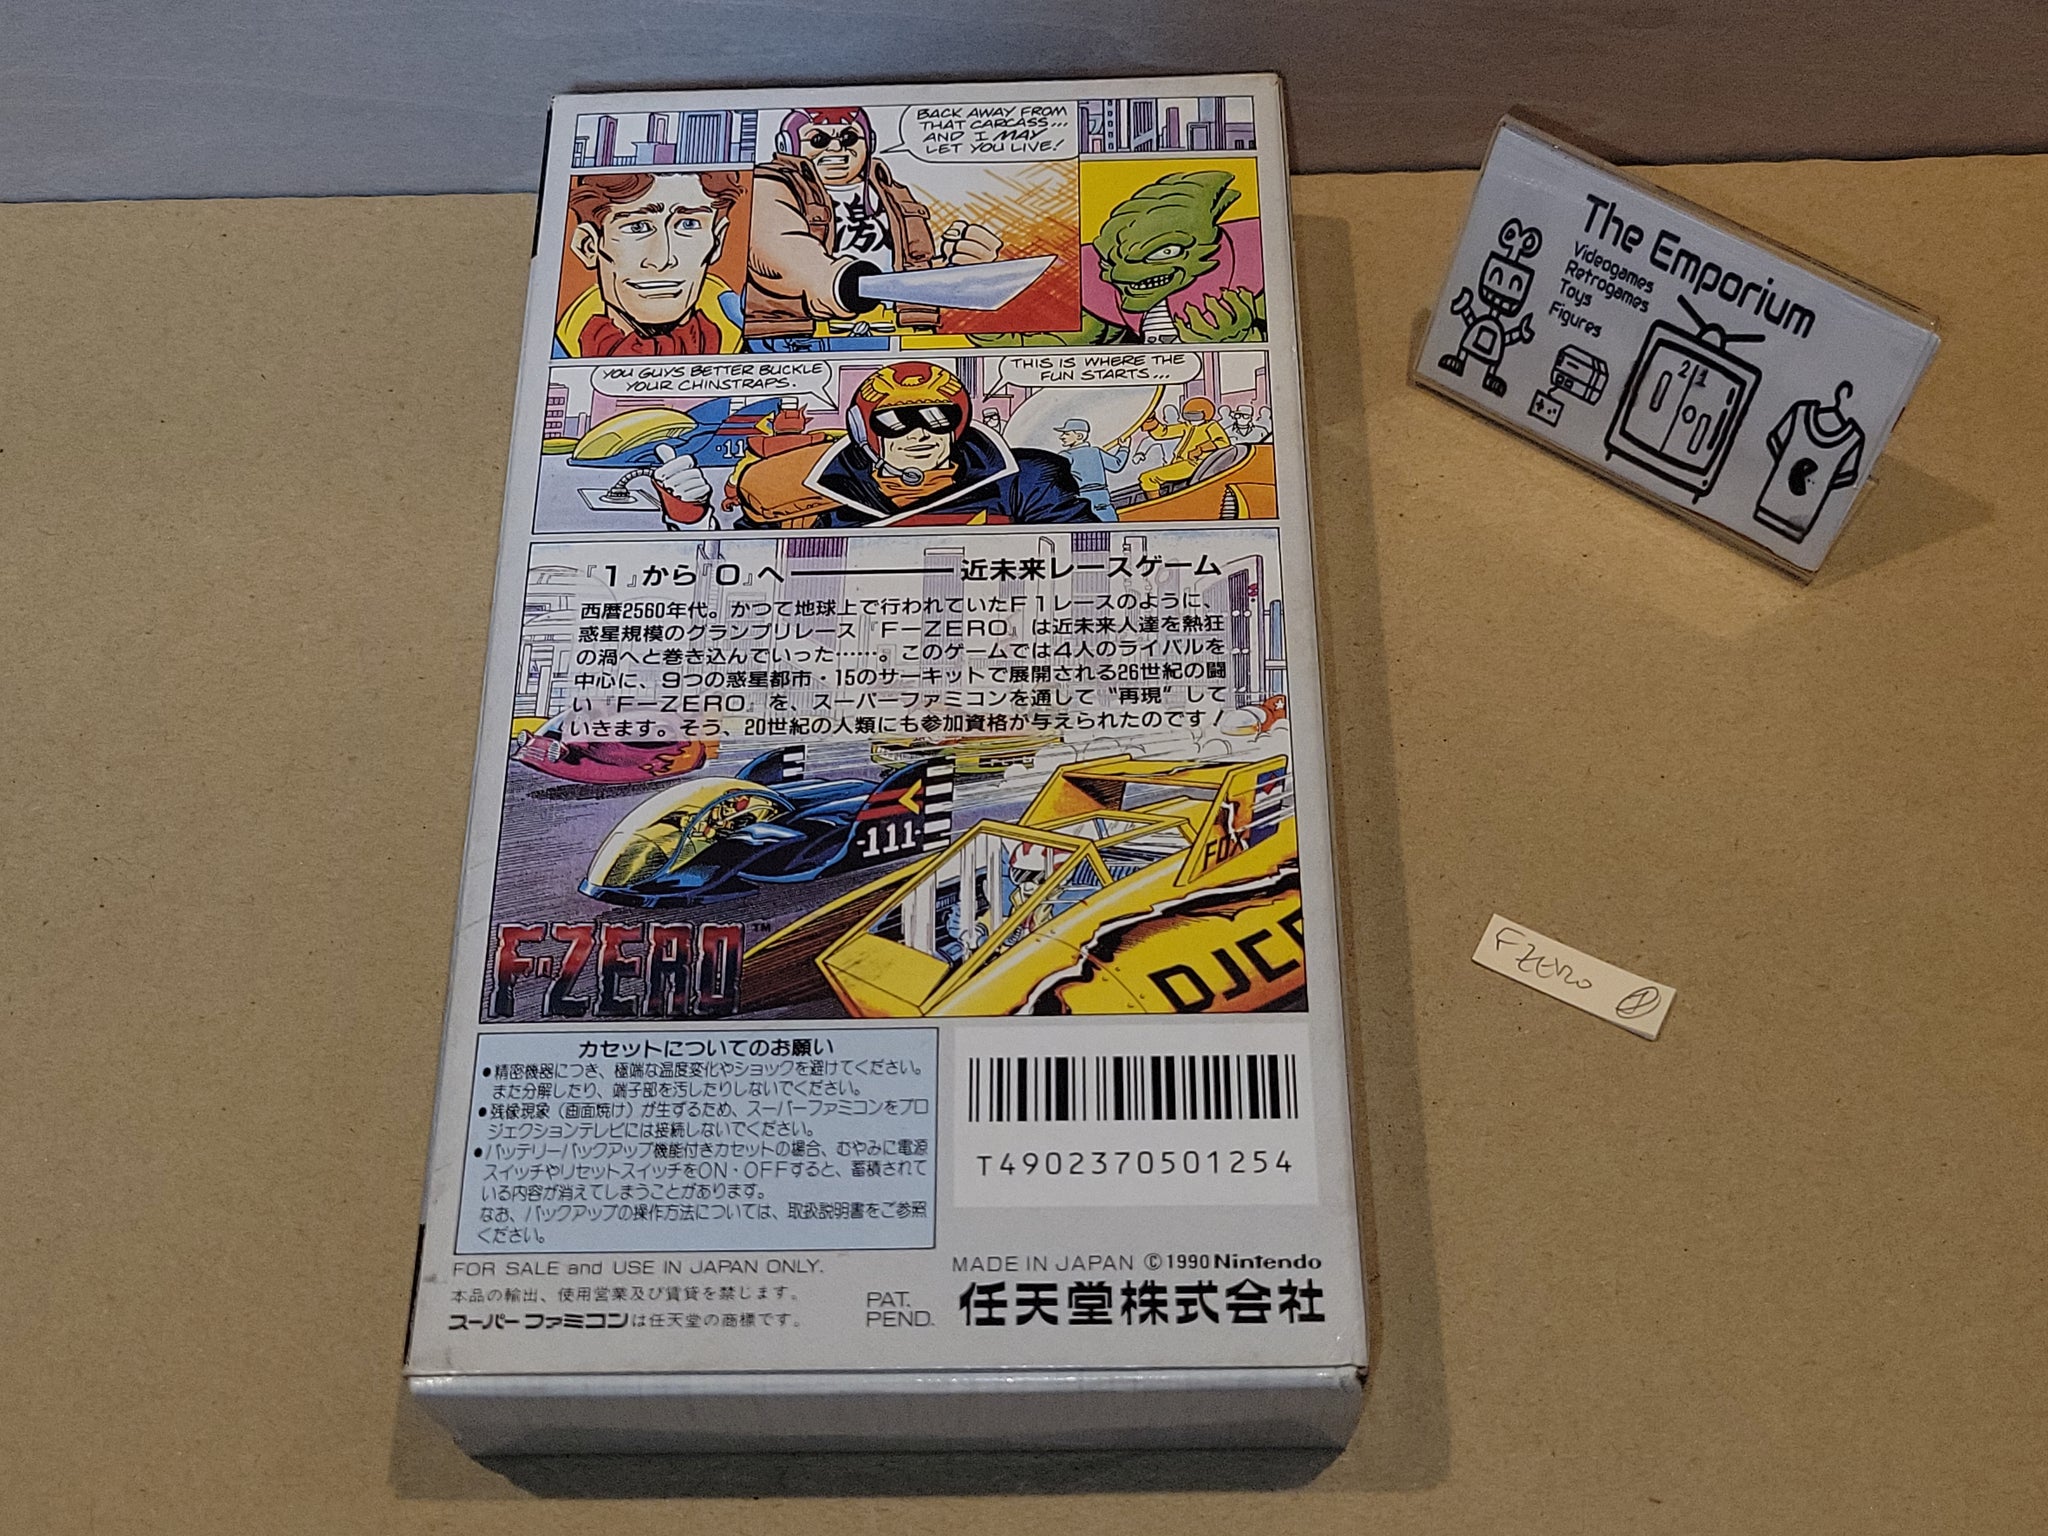 BACK AWAY FROM
THAT CARCASS...
AND I MAY
LET YOU LIVE!
激
YOU GUYS BETTER BUCKLE
YOUR CHINSTRAPS.
THIS IS WHERE THE
FUN STARTS...
111
『1』から『0』へ――――近未来レースゲーム
西暦2560年代。かつて地球上で行われていたF1レースのように、
惑星規模のグランプリレース『F-ZERO』は近未来人達を熱狂
の渦へと巻き込んでいった……。このゲームでは4人のライバルを
中心に、9つの惑星都市・15のサーキットで展開される26世紀の闘
い『F-ZERO』を、スーパーファミコンを通して“再現”して
いきます。そう、20世紀の人類にも参加資格が与えられたのです!
-111-
FOX
DJCP
F-ZERO™
カセットについてのお願い
●精密機器につき、極端な温度変化やショックを避けてください。
また分解したり、端子部を汚したりしないでください。
●残像現象(画面焼け)が生ずるため、スーパーファミコンをプロ
ジェクションテレビには接続しないでください。
●バッテリーバックアップ機能付きカセットの場合、むやみに電源
スイッチやリセットスイッチをON・OFFすると、蓄積されて
いる内容が消えてしまうことがあります。
なお、バックアップの操作方法については、取扱説明書をご参照
ください。
T4902370501254
FOR SALE and USE IN JAPAN ONLY.
本品の輸出、使用営業及び賃貸を禁じます。
スーパーファミコンは任天堂の商標です。
PAT.
PEND.
MADE IN JAPAN ©1990 Nintendo
任天堂株式会社
The Emporium
Videogames
Retrogames
Toys
Figures
21
F ZERO